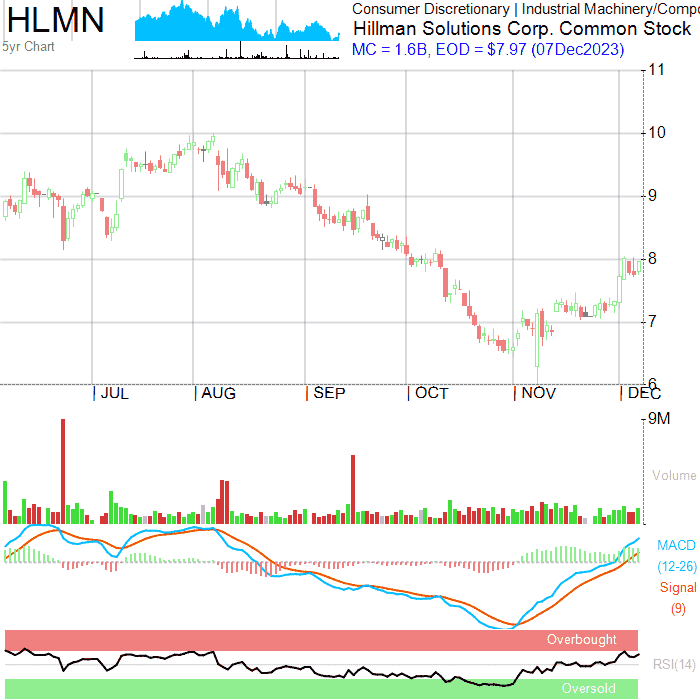 HLMN
5yr Chart
Consumer Discretionary | Industrial Machinery/Compo
Hillman Solutions Corp. Common Stock
MC = 1.6B, EOD = $7.97 (07Dec2023)
11
10
9
8
7
6
JUL AUG SEP OCT NOV DEC
9M
Volume
MACD
(12-26)
Signal
(9)
Overbought
RSI(14)
Oversold